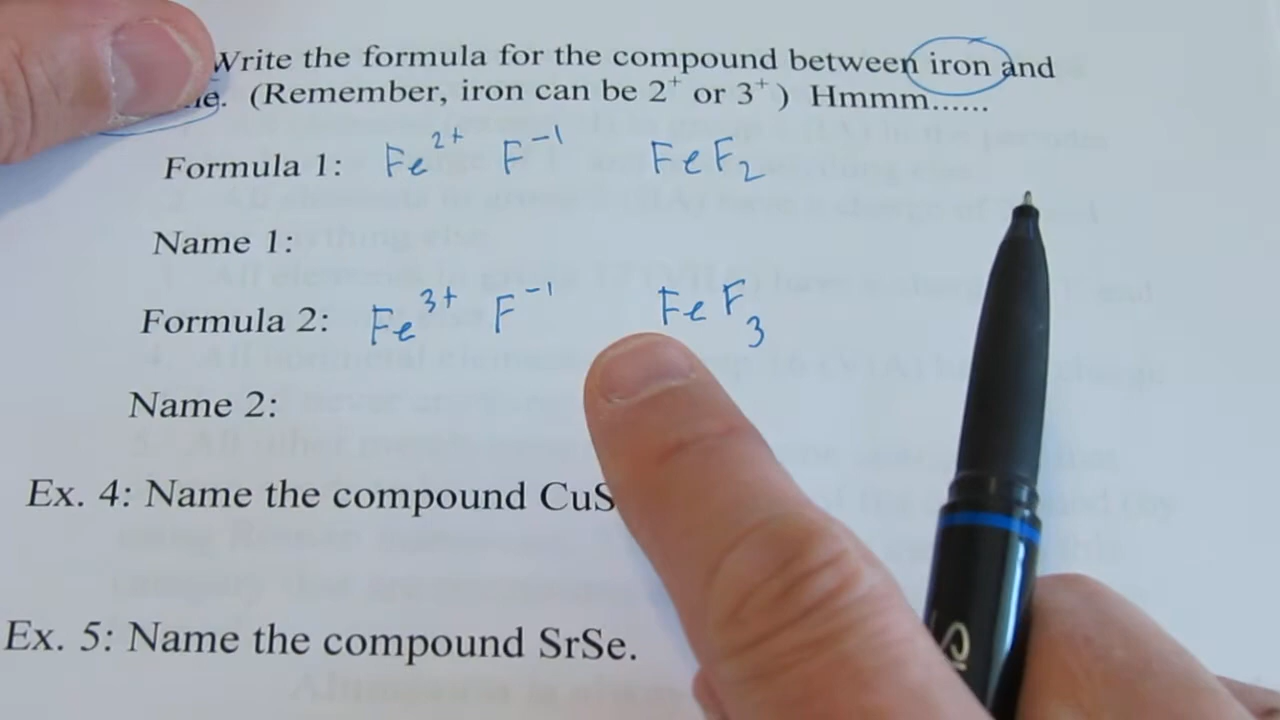 Write the formula for the compound between iron and
(Remember, iron can be 2+ or 3+) Hmmm......
Formula 1: Fe2+ F-1 FeF2
Name 1:
Formula 2: Fe3+ F-1 FeF3
Name 2:
Ex. 4: Name the compound CuS
Ex. 5: Name the compound SrSe.